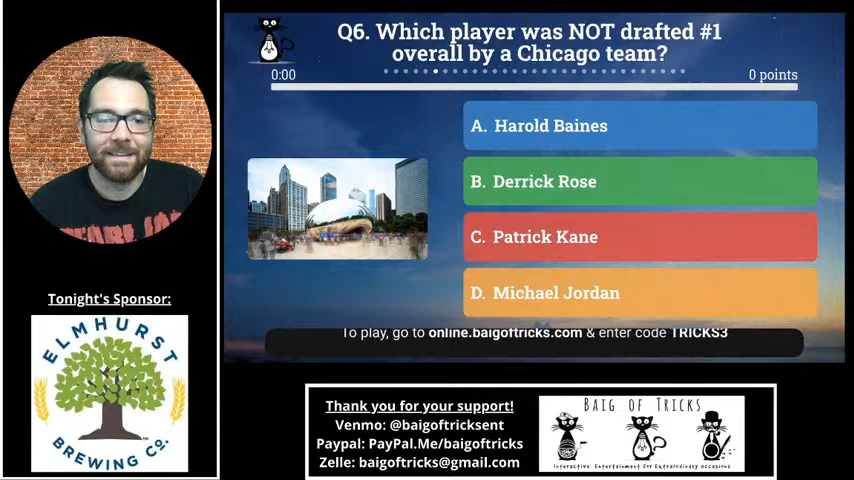 Q6. Which player was NOT drafted #1
overall by a Chicago team?
0:00
0 points
A. Harold Baines
B. Derrick Rose
C. Patrick Kane
D. Michael Jordan
To play, go to online.baigoftricks.com & enter code TRICKS3
PEARL JAM
Tonight's Sponsor:
ELMHURST
BREWING Co.
Thank you for your support!
Venmo: @baigoftricksent
Paypal: PayPal.Me/baigoftricks
Zelle: baigoftricks@gmail.com
BAIG OF TRICKS
Interactive Entertainment for Extraordinary Occasions